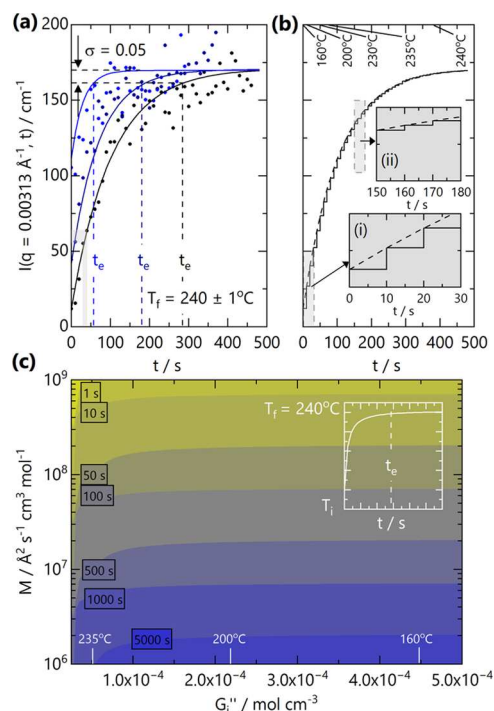 (a)
200
150
100
50
0
I(q = 0.00313 Å⁻¹, t) / cm⁻¹
σ = 0.05
tₑ
tₑ
tₑ
T_f = 240 ± 1°C
0 100 200 300 400 500
t / s
(b)
160°C
200°C
230°C
235°C
240°C
(ii)
150 160 170 180
t / s
(i)
0 10 20 30
t / s
0 100 200 300 400 500
t / s
(c)
10⁹
10⁸
10⁷
10⁶
M / Å² s⁻¹ cm³ mol⁻¹
1 s
10 s
50 s
100 s
500 s
1000 s
5000 s
T_f = 240°C
tₑ
T_i
t / s
235°C
200°C
160°C
1.0x10⁻⁴ 2.0x10⁻⁴ 3.0x10⁻⁴ 4.0x10⁻⁴ 5.0x10⁻⁴
G_i'' / mol cm⁻³